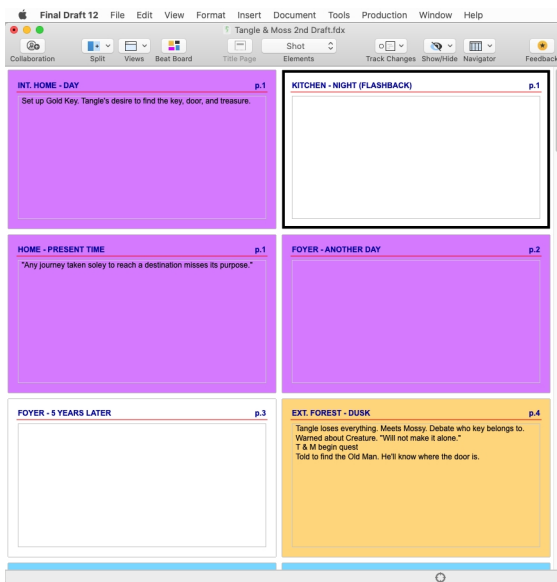 Final Draft 12 File Edit View Format Insert Document Tools Production Window Help
Tangle & Moss 2nd Draft.fdx
Shot
Collaboration Split Views Beat Board Title Page Elements Track Changes Show/Hide Navigator Feedback
INT. HOME - DAY p.1
Set up Gold Key. Tangle's desire to find the key, door, and treasure.
KITCHEN - NIGHT (FLASHBACK) p.1
HOME - PRESENT TIME p.1
"Any journey taken soley to reach a destination misses its purpose."
FOYER - ANOTHER DAY p.2
FOYER - 5 YEARS LATER p.3
EXT. FOREST - DUSK p.4
Tangle loses everything. Meets Mossy. Debate who key belongs to.
Warned about Creature. "Will not make it alone."
T & M begin quest
Told to find the Old Man. He'll know where the door is.